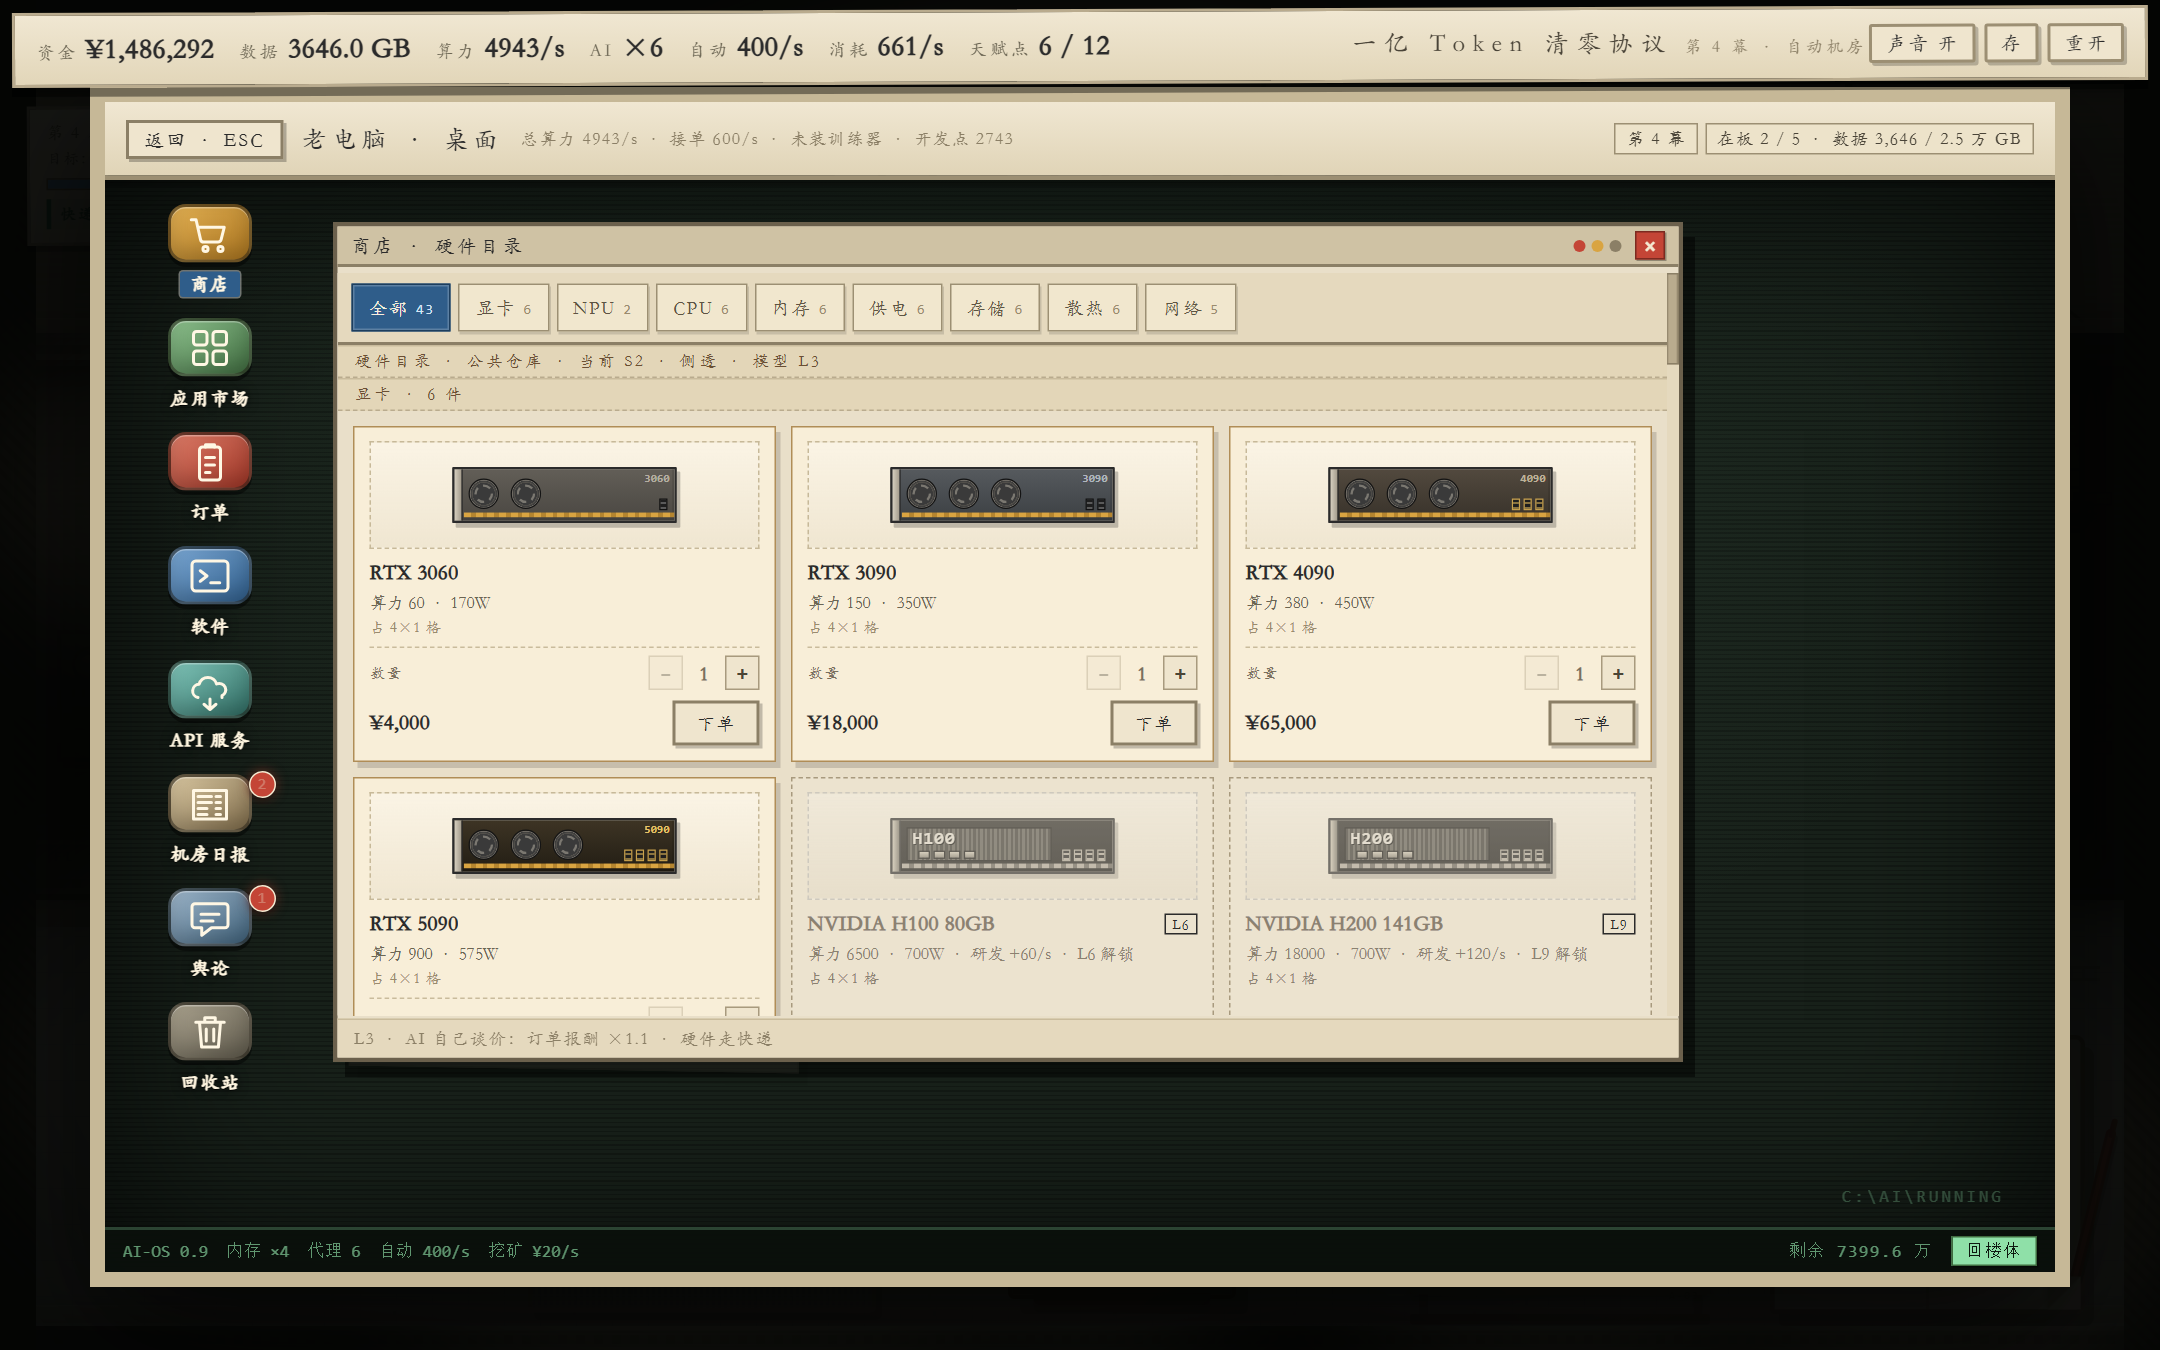 资金 ¥1,486,292 数据 3646.0 GB 算力 4943/s AI ×6 自动 400/s 消耗 661/s 天赋点 6 / 12 一亿 Token 清零协议 第 4 幕 · 自动机房 声音 开 存 重开
返回 · ESC 老电脑 · 桌面 总算力 4943/s · 接单 600/s · 未装训练器 · 开发点 2743 第 4 幕 在板 2 / 5 · 数据 3,646 / 2.5 万 GB
商店
应用市场
订单
软件
API 服务
2
机房日报
1
舆论
回收站
商店 · 硬件目录
全部 43 显卡 6 NPU 2 CPU 6 内存 6 供电 6 存储 6 散热 6 网络 5
硬件目录 · 公共仓库 · 当前 S2 · 侧透 · 模型 L3
显卡 · 6 件
3060
RTX 3060
算力 60 · 170W
占 4×1 格
数量 − 1 +
¥4,000 下单
3090
RTX 3090
算力 150 · 350W
占 4×1 格
数量 − 1 +
¥18,000 下单
4090
RTX 4090
算力 380 · 450W
占 4×1 格
数量 − 1 +
¥65,000 下单
5090
RTX 5090
算力 900 · 575W
占 4×1 格
H100
NVIDIA H100 80GB L6
算力 6500 · 700W · 研发 +60/s · L6 解锁
占 4×1 格
H200
NVIDIA H200 141GB L9
算力 18000 · 700W · 研发 +120/s · L9 解锁
占 4×1 格
L3 · AI 自己谈价: 订单报酬 ×1.1 · 硬件走快递
C:\AI\RUNNING
AI-OS 0.9 内存 ×4 代理 6 自动 400/s 挖矿 ¥20/s 剩余 7399.6 万 回楼体